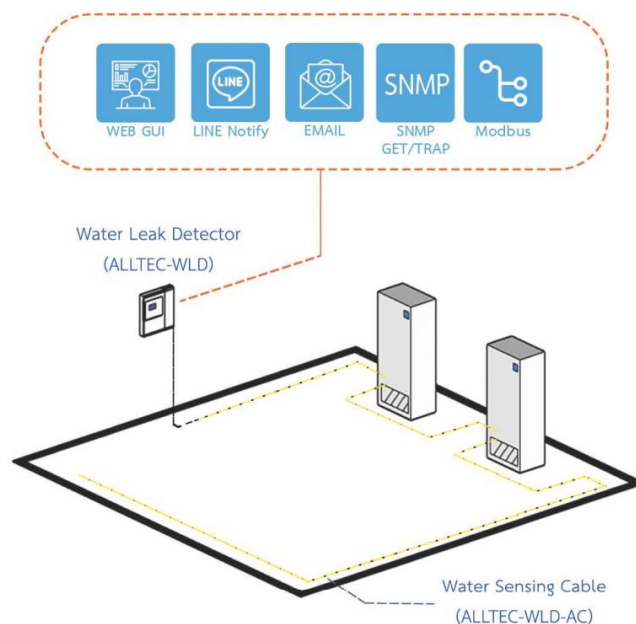 LINE
SNMP
WEB GUI
LINE Notify
EMAIL
SNMP
GET/TRAP
Modbus
Water Leak Detector
(ALLTEC-WLD)
Water Sensing Cable
(ALLTEC-WLD-AC)